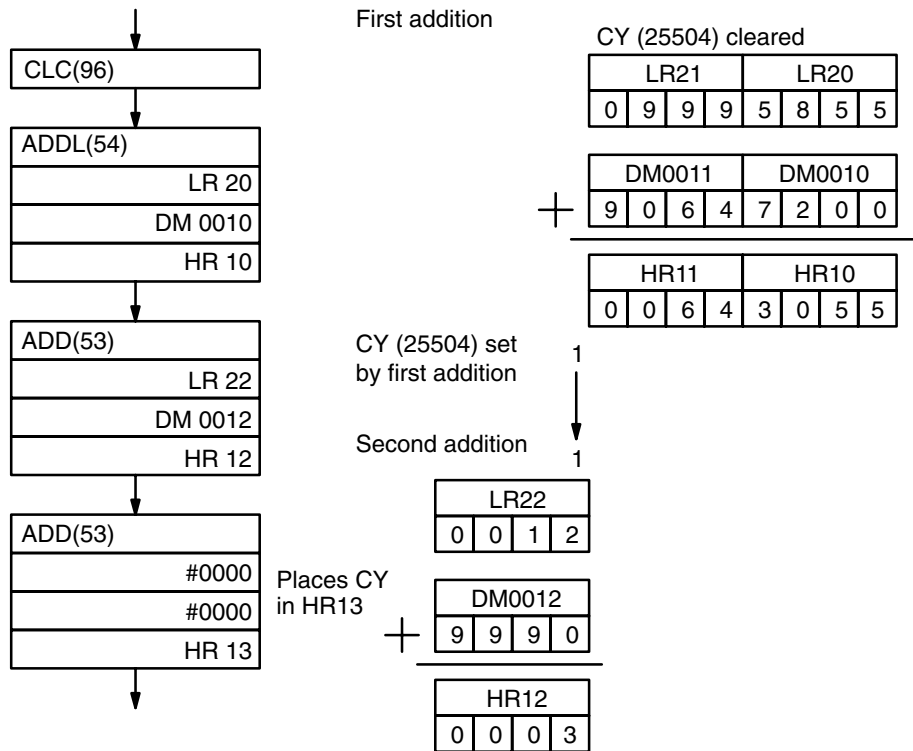 CLC(96)
ADDL(54)
LR 20
DM 0010
HR 10
ADD(53)
LR 22
DM 0012
HR 12
ADD(53)
#0000
#0000
HR 13
Places CY
in HR13
First addition
CY (25504) cleared
LR21 LR20
0 9 9 9 5 8 5 5
DM0011 DM0010
+ 9 0 6 4 7 2 0 0
HR11 HR10
0 0 6 4 3 0 5 5
CY (25504) set
by first addition
1
Second addition
1
LR22
0 0 1 2
DM0012
+ 9 9 9 0
HR12
0 0 0 3